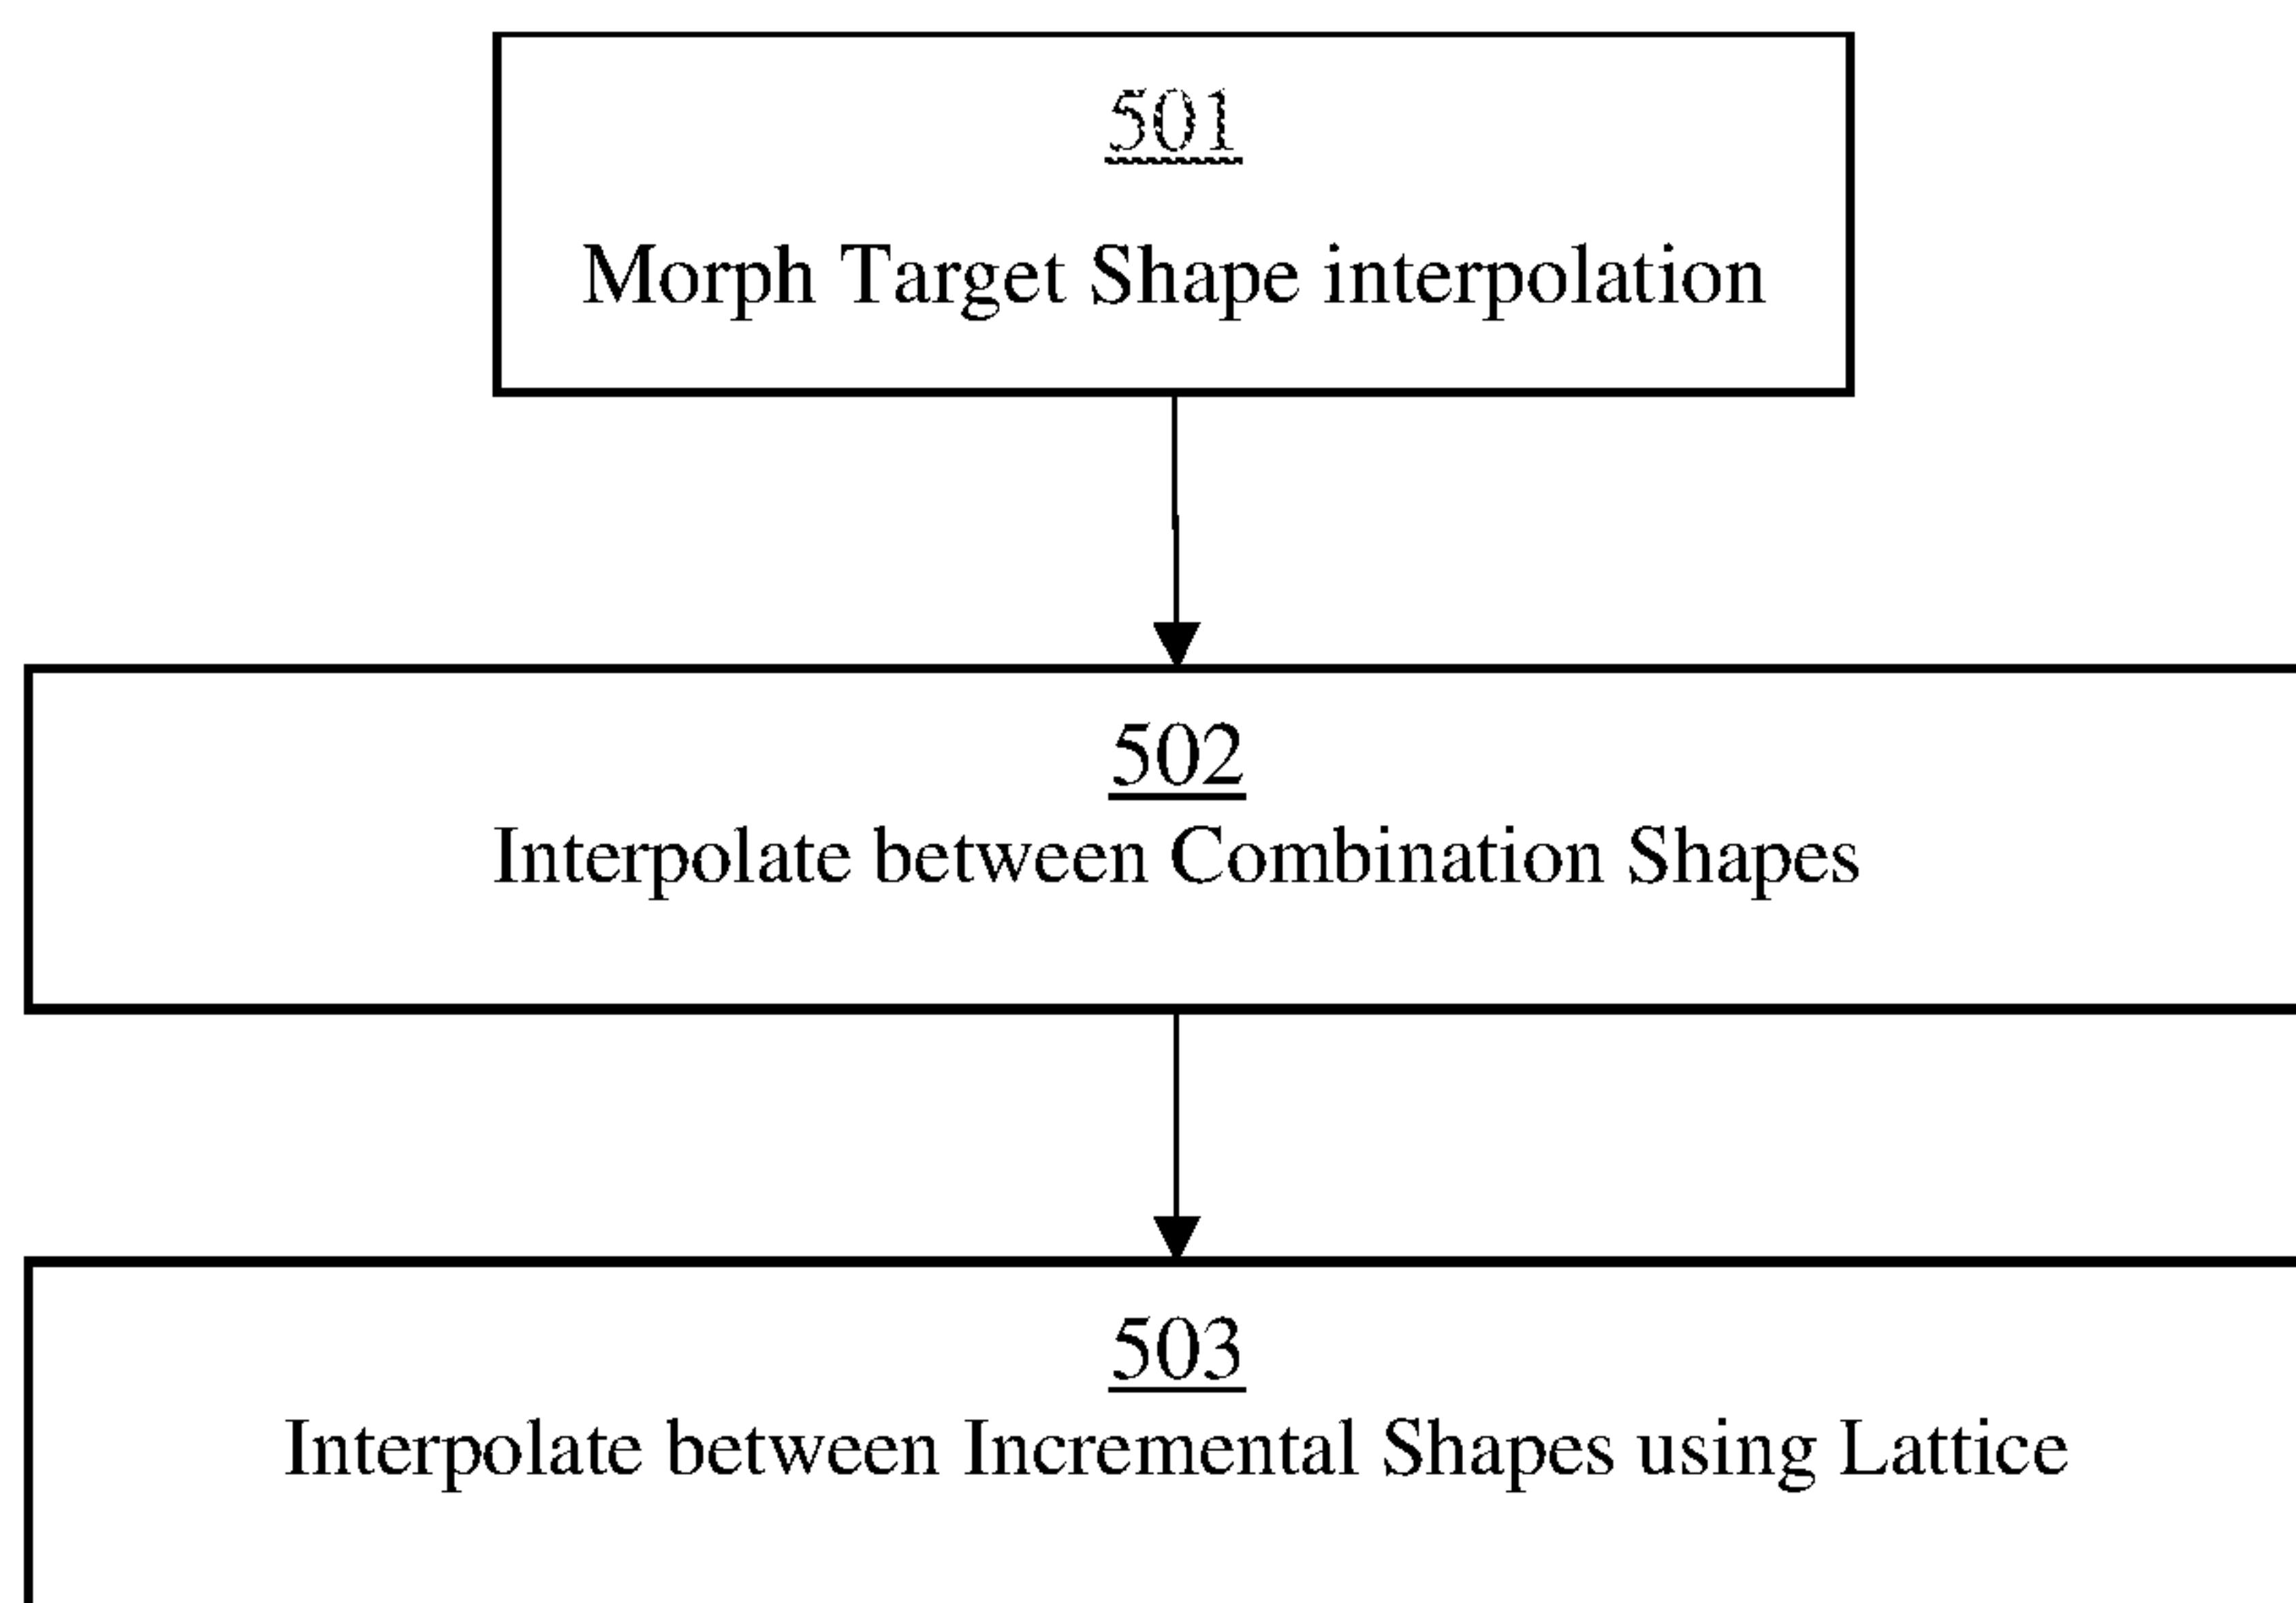 501
Morph Target Shape interpolation
502
Interpolate between Combination Shapes
503
Interpolate between Incremental Shapes using Lattice